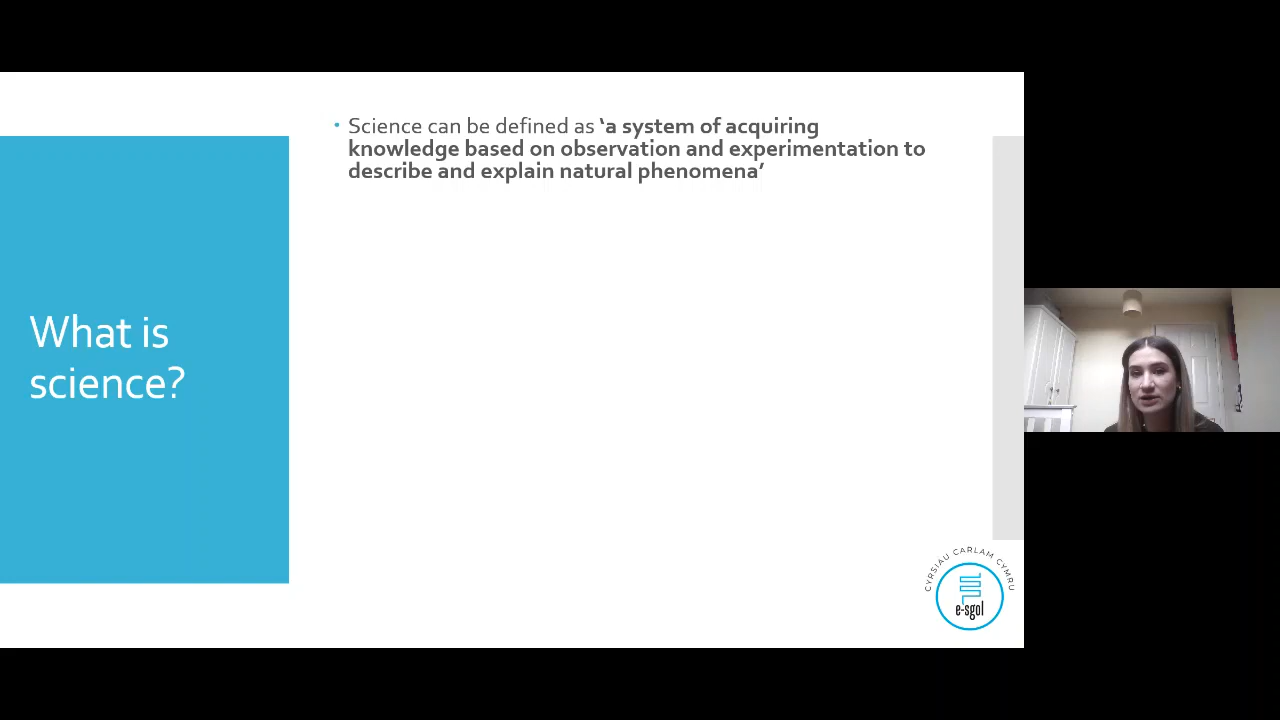 What is
science?
• Science can be defined as ‘a system of acquiring
knowledge based on observation and experimentation to
describe and explain natural phenomena’
CYRSIAU CARLAM CYMRU
e-sgol